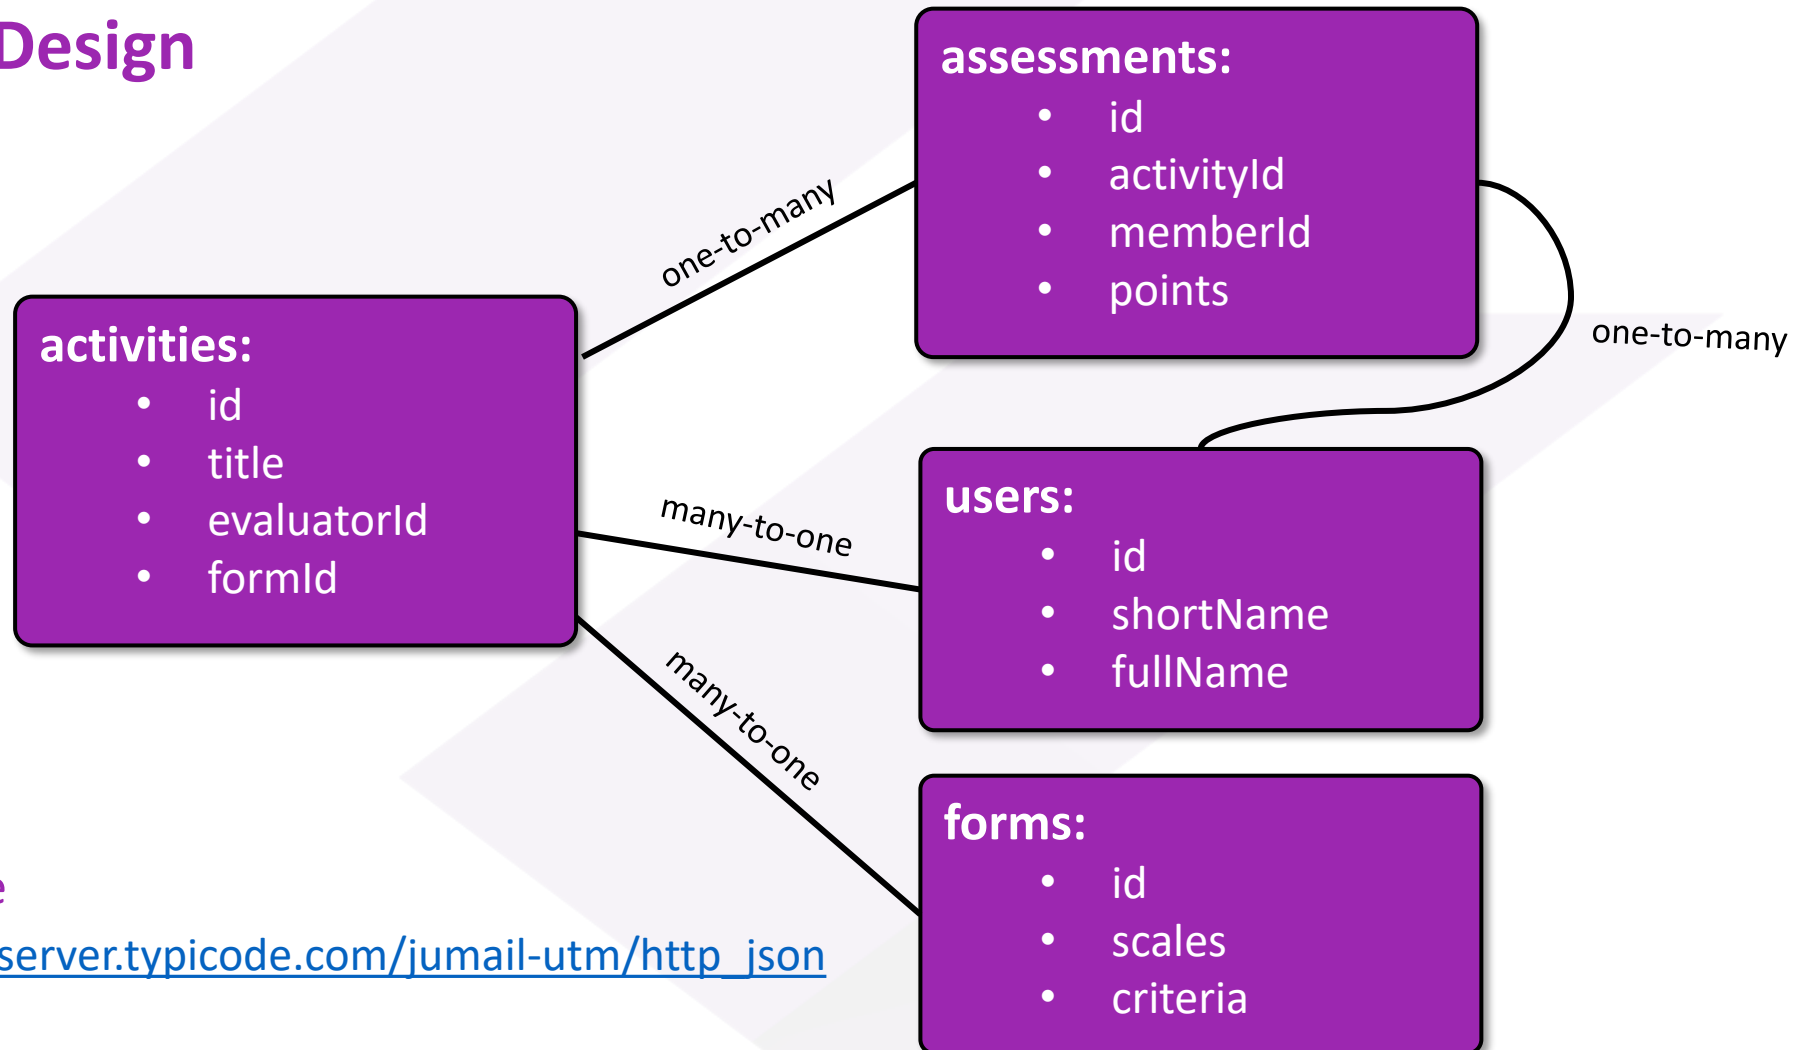 Design
assessments:
• id
• activityId
• memberId
• points
one-to-many
one-to-many
activities:
• id
• title
• evaluatorId
• formId
many-to-one
users:
• id
• shortName
• fullName
many-to-one
forms:
• id
• scales
• criteria
e
server.typicode.com/jumail-utm/http_json